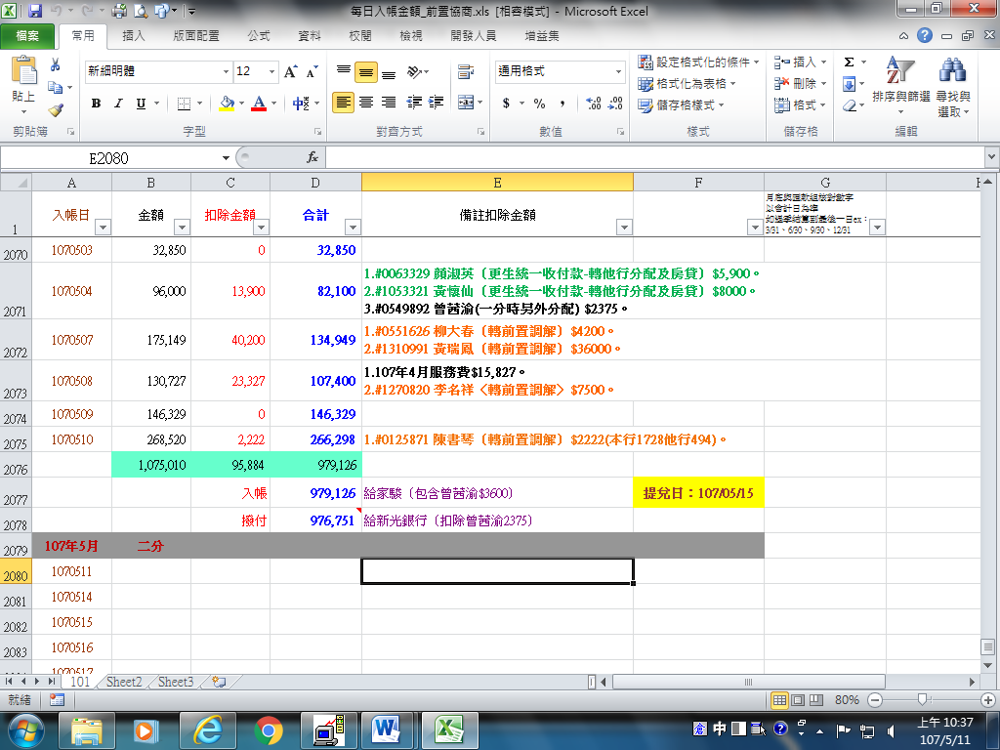 每日入帳金額_前置協商.xls [相容模式] - Microsoft Excel
檔案 常用 插入 版面配置 公式 資料 校閱 檢視 開發人員 增益集
貼上
剪貼簿
新細明體 12
B I U
字型
對齊方式
通用格式
$ % ,
數值
設定格式化的條件
格式化為表格
儲存格樣式
樣式
插入
刪除
格式
儲存格
排序與篩選 尋找與選取
編輯
E2080 fx
A B C D E F G
1 入帳日 金額 扣除金額 合計 備註扣除金額
月底與匯款組核對數字
以會計日為準
如遇季結算到最後一日ex：
3/31、6/30、9/30、12/31
2070 1070503 32,850 0 32,850
2071 1070504 96,000 13,900 82,100
1.#0063329 顏淑英〔更生統一收付款-轉他行分配及房貸〕$5,900。
2.#1053321 黃懷仙〔更生統一收付款-轉他行分配及房貸〕$8000。
3.#0549892 曾茜渝(一分時另外分配) $2375。
2072 1070507 175,149 40,200 134,949
1.#0551626 柳大春〔轉前置調解〕$4200。
2.#1310991 黃瑞鳳〔轉前置調解〕$36000。
2073 1070508 130,727 23,327 107,400
1.107年4月服務費$15,827。
2.#1270820 李名祥〈轉前置調解〉$7500。
2074 1070509 146,329 0 146,329
2075 1070510 268,520 2,222 266,298 1.#0125871 陳書琴〔轉前置調解〕$2222(本行1728他行494)。
2076 1,075,010 95,884 979,126
2077 入帳 979,126 給家駿〔包含曾茜渝$3600〕 提兌日：107/05/15
2078 撥付 976,751 給新光銀行〔扣除曾茜渝2375〕
2079 107年5月 二分
2080 1070511
2081 1070514
2082 1070515
2083 1070516
1070517
101 Sheet2 Sheet3
就緒 80%
倉 中
上午 10:37
107/5/11